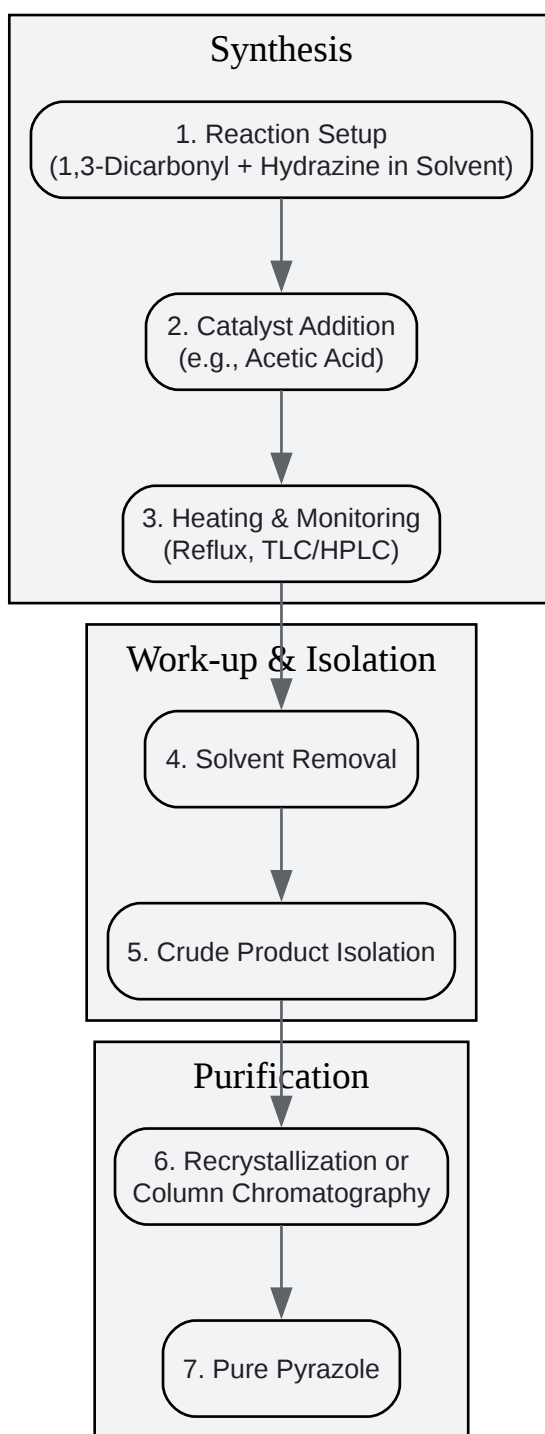 Synthesis
1. Reaction Setup
(1,3-Dicarbonyl + Hydrazine in Solvent)
2. Catalyst Addition
(e.g., Acetic Acid)
3. Heating & Monitoring
(Reflux, TLC/HPLC)
Work-up & Isolation
4. Solvent Removal
5. Crude Product Isolation
Purification
6. Recrystallization or
Column Chromatography
7. Pure Pyrazole